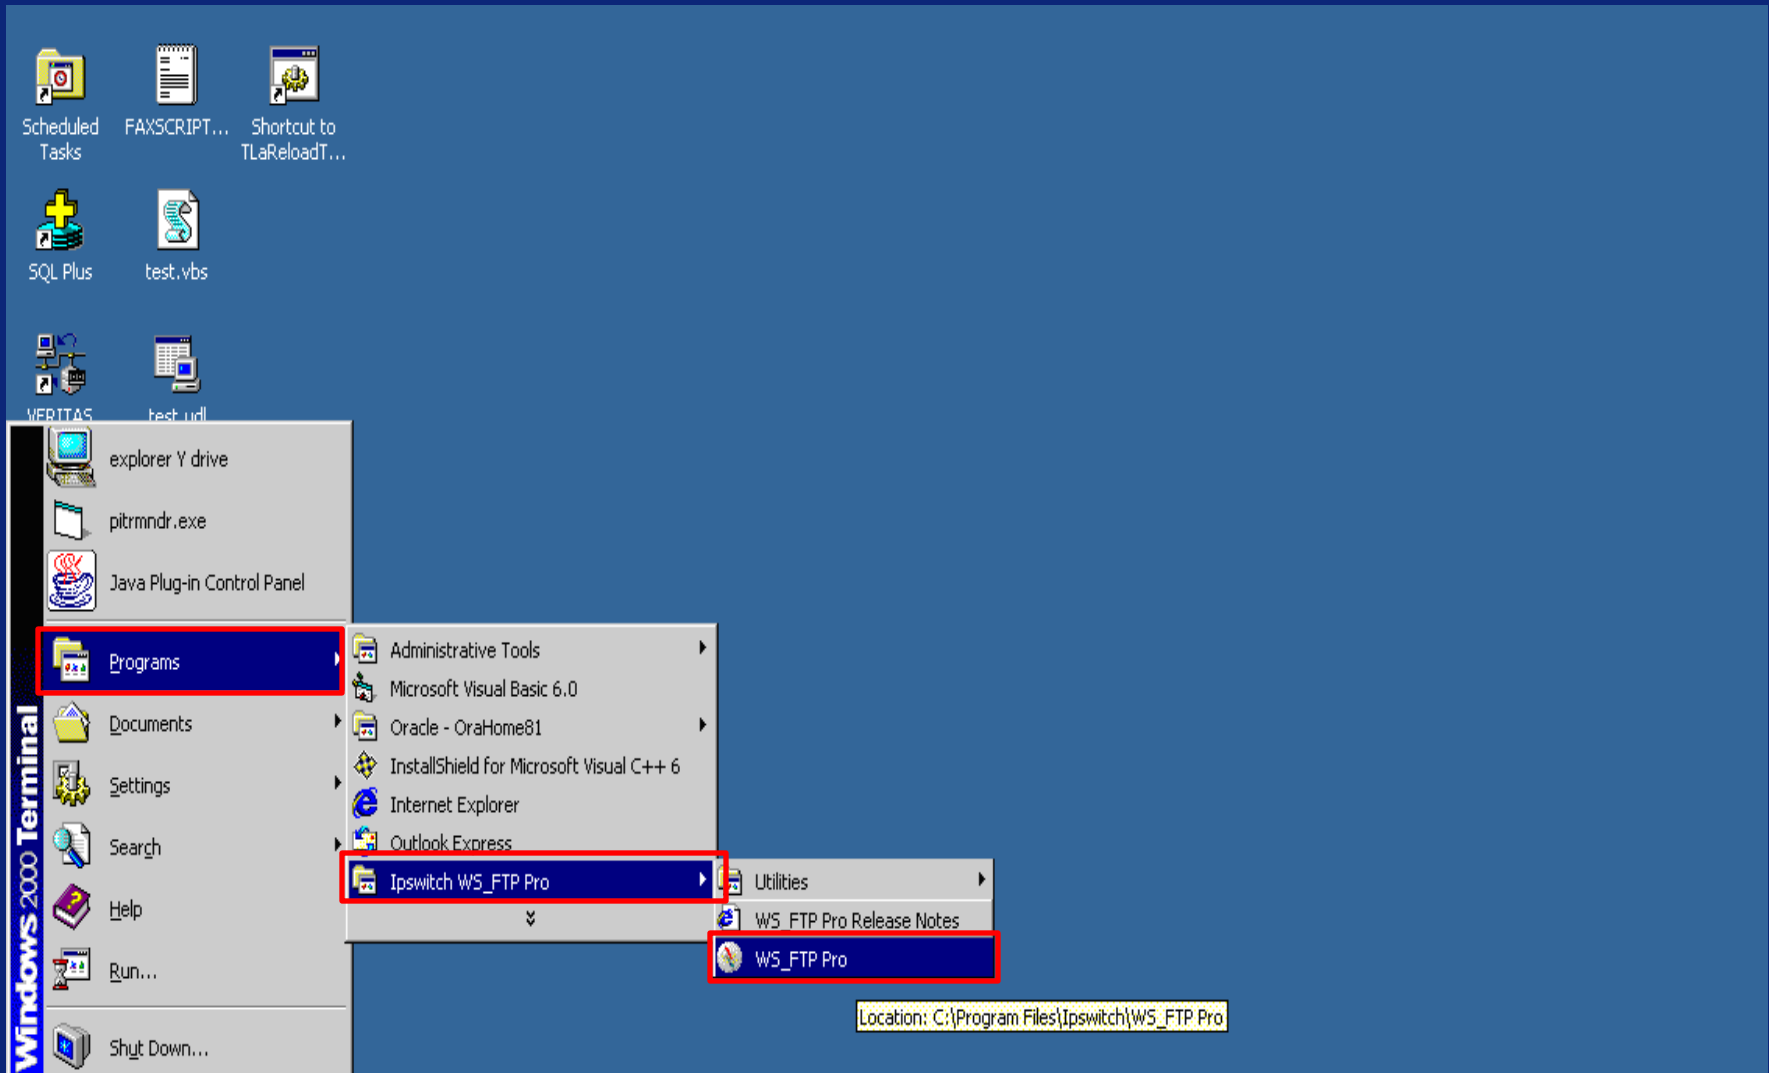 Scheduled
Tasks
FAXSCRIPT...
Shortcut to
TLaReloadT...
SQL Plus
test.vbs
VERITAS
test.udl
explorer Y drive
pitrmndr.exe
Java Plug-in Control Panel
Programs
Documents
Settings
Search
Help
Run...
Shut Down...
Windows 2000 Terminal
Administrative Tools
Microsoft Visual Basic 6.0
Oracle - OraHome81
InstallShield for Microsoft Visual C++ 6
Internet Explorer
Outlook Express
Ipswitch WS_FTP Pro
Utilities
WS_FTP Pro Release Notes
WS_FTP Pro
Location: C:\Program Files\Ipswitch\WS_FTP Pro